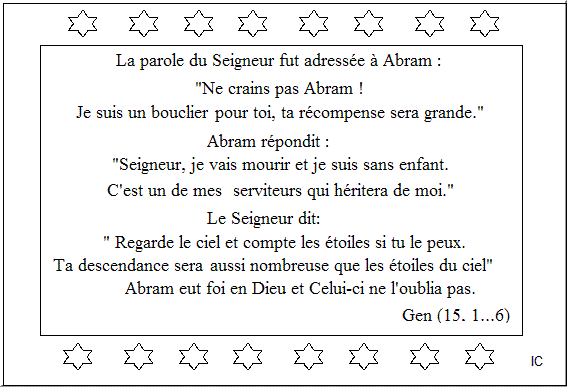 La parole du Seigneur fut adressée à Abram :
"Ne crains pas Abram !
Je suis un bouclier pour toi, ta récompense sera grande."
Abram répondit :
"Seigneur, je vais mourir et je suis sans enfant.
C'est un de mes serviteurs qui héritera de moi."
Le Seigneur dit:
" Regarde le ciel et compte les étoiles si tu le peux.
Ta descendance sera aussi nombreuse que les étoiles du ciel"
Abram eut foi en Dieu et Celui-ci ne l'oublia pas.
Gen (15. 1...6)
IC